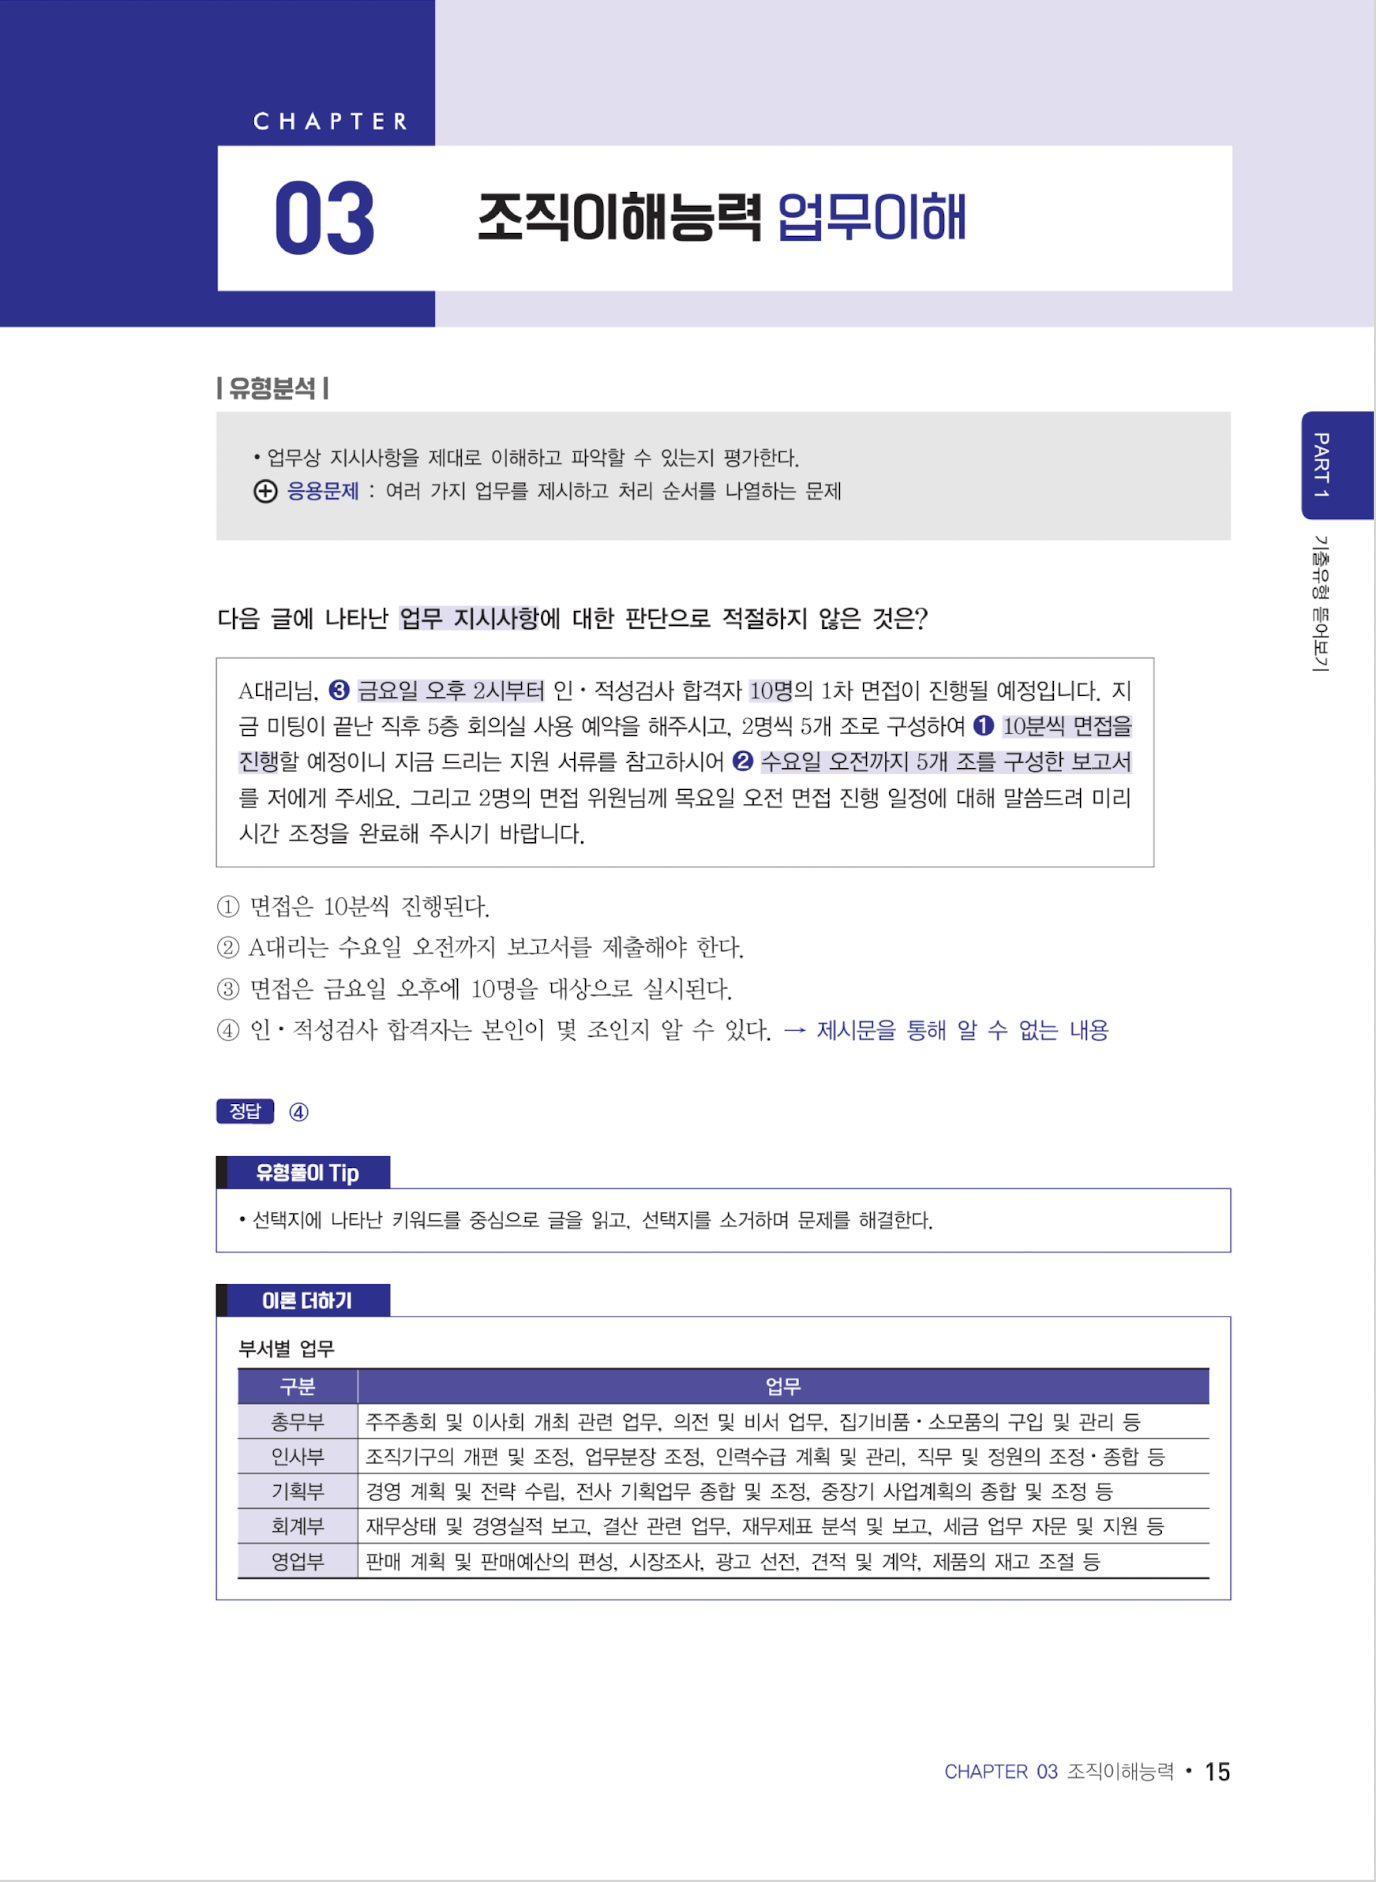 CHAPTER
03
조직이해능력 업무이해
| 유형분석 |
• 업무상 지시사항을 제대로 이해하고 파악할 수 있는지 평가한다.
⊕ 응용문제 : 여러 가지 업무를 제시하고 처리 순서를 나열하는 문제
PART 1
기출유형 뜯어보기
다음 글에 나타난 업무 지시사항에 대한 판단으로 적절하지 않은 것은?
A대리님, ❸ 금요일 오후 2시부터 인·적성검사 합격자 10명의 1차 면접이 진행될 예정입니다. 지
금 미팅이 끝난 직후 5층 회의실 사용 예약을 해주시고, 2명씩 5개 조로 구성하여 ❶ 10분씩 면접을
진행할 예정이니 지금 드리는 지원 서류를 참고하시어 ❷ 수요일 오전까지 5개 조를 구성한 보고서
를 저에게 주세요. 그리고 2명의 면접 위원님께 목요일 오전 면접 진행 일정에 대해 말씀드려 미리
시간 조정을 완료해 주시기 바랍니다.
① 면접은 10분씩 진행된다.
② A대리는 수요일 오전까지 보고서를 제출해야 한다.
③ 면접은 금요일 오후에 10명을 대상으로 실시된다.
④ 인·적성검사 합격자는 본인이 몇 조인지 알 수 있다. → 제시문을 통해 알 수 없는 내용
정답 ④
유형풀이 Tip
• 선택지에 나타난 키워드를 중심으로 글을 읽고, 선택지를 소거하며 문제를 해결한다.
이론 더하기
부서별 업무
구분 업무
총무부 주주총회 및 이사회 개최 관련 업무, 의전 및 비서 업무, 집기비품·소모품의 구입 및 관리 등
인사부 조직기구의 개편 및 조정, 업무분장 조정, 인력수급 계획 및 관리, 직무 및 정원의 조정·종합 등
기획부 경영 계획 및 전략 수립, 전사 기획업무 종합 및 조정, 중장기 사업계획의 종합 및 조정 등
회계부 재무상태 및 경영실적 보고, 결산 관련 업무, 재무제표 분석 및 보고, 세금 업무 자문 및 지원 등
영업부 판매 계획 및 판매예산의 편성, 시장조사, 광고 선전, 견적 및 계약, 제품의 재고 조절 등
CHAPTER 03 조직이해능력 • 15